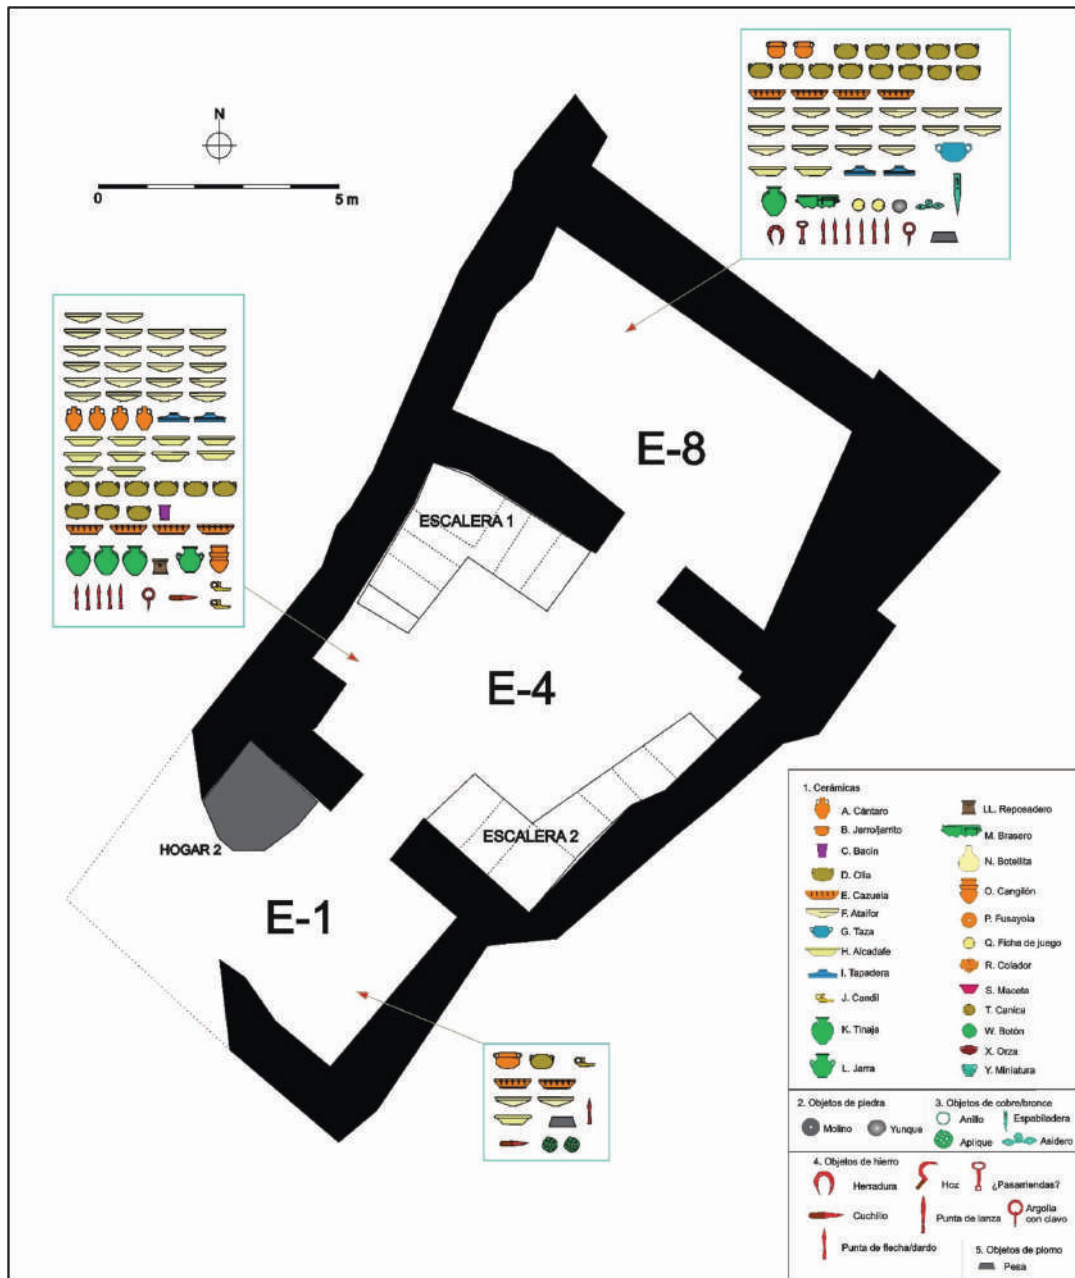 N
0
5 m
E-8
ESCALERA 1
E-4
ESCALERA 2
HOGAR 2
E-1
1. Cerámicas
A. Cántaro
B. Jarro/jarrito
C. Bacín
D. Olla
E. Cazuela
F. Ataifor
G. Taza
H. Alcadafe
I. Tapadera
J. Candil
K. Tinaja
L. Jarra
LL. Reposadero
M. Brasero
N. Botellita
O. Cangilón
P. Fusayola
Q. Ficha de juego
R. Colador
S. Maceta
T. Canica
W. Botón
X. Orza
Y. Miniatura
2. Objetos de piedra
Molino
Yunque
3. Objetos de cobre/bronce
Anillo
Espabiladera
Aplique
Asidero
4. Objetos de hierro
Herradura
Hoz
¿Pasarriendas?
Cuchillo
Punta de lanza
Argolla
con clavo
Punta de flecha/dardo
5. Objetos de plomo
Pesa